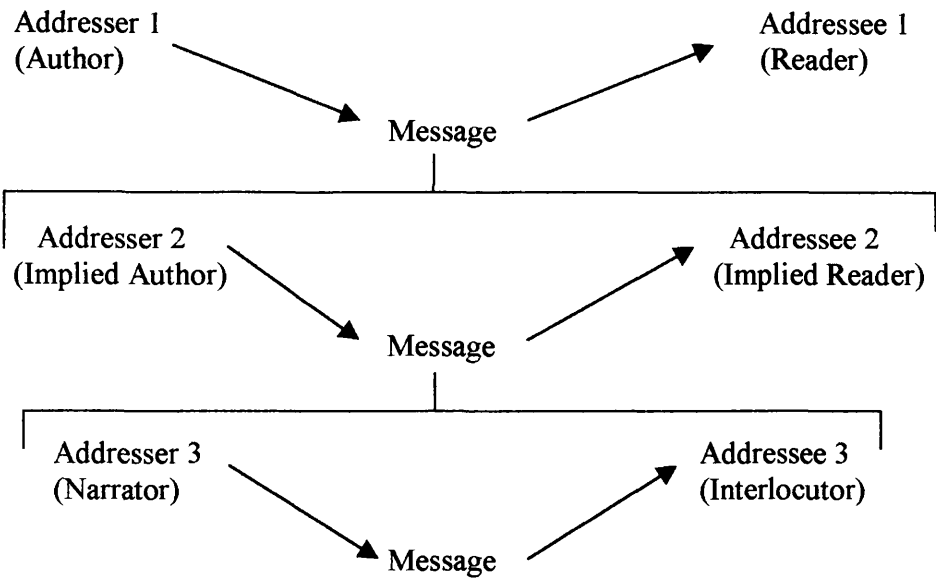 Addresser 1
(Author)
Addressee 1
(Reader)
Message
Addresser 2
(Implied Author)
Addressee 2
(Implied Reader)
Message
Addresser 3
(Narrator)
Addressee 3
(Interlocutor)
Message